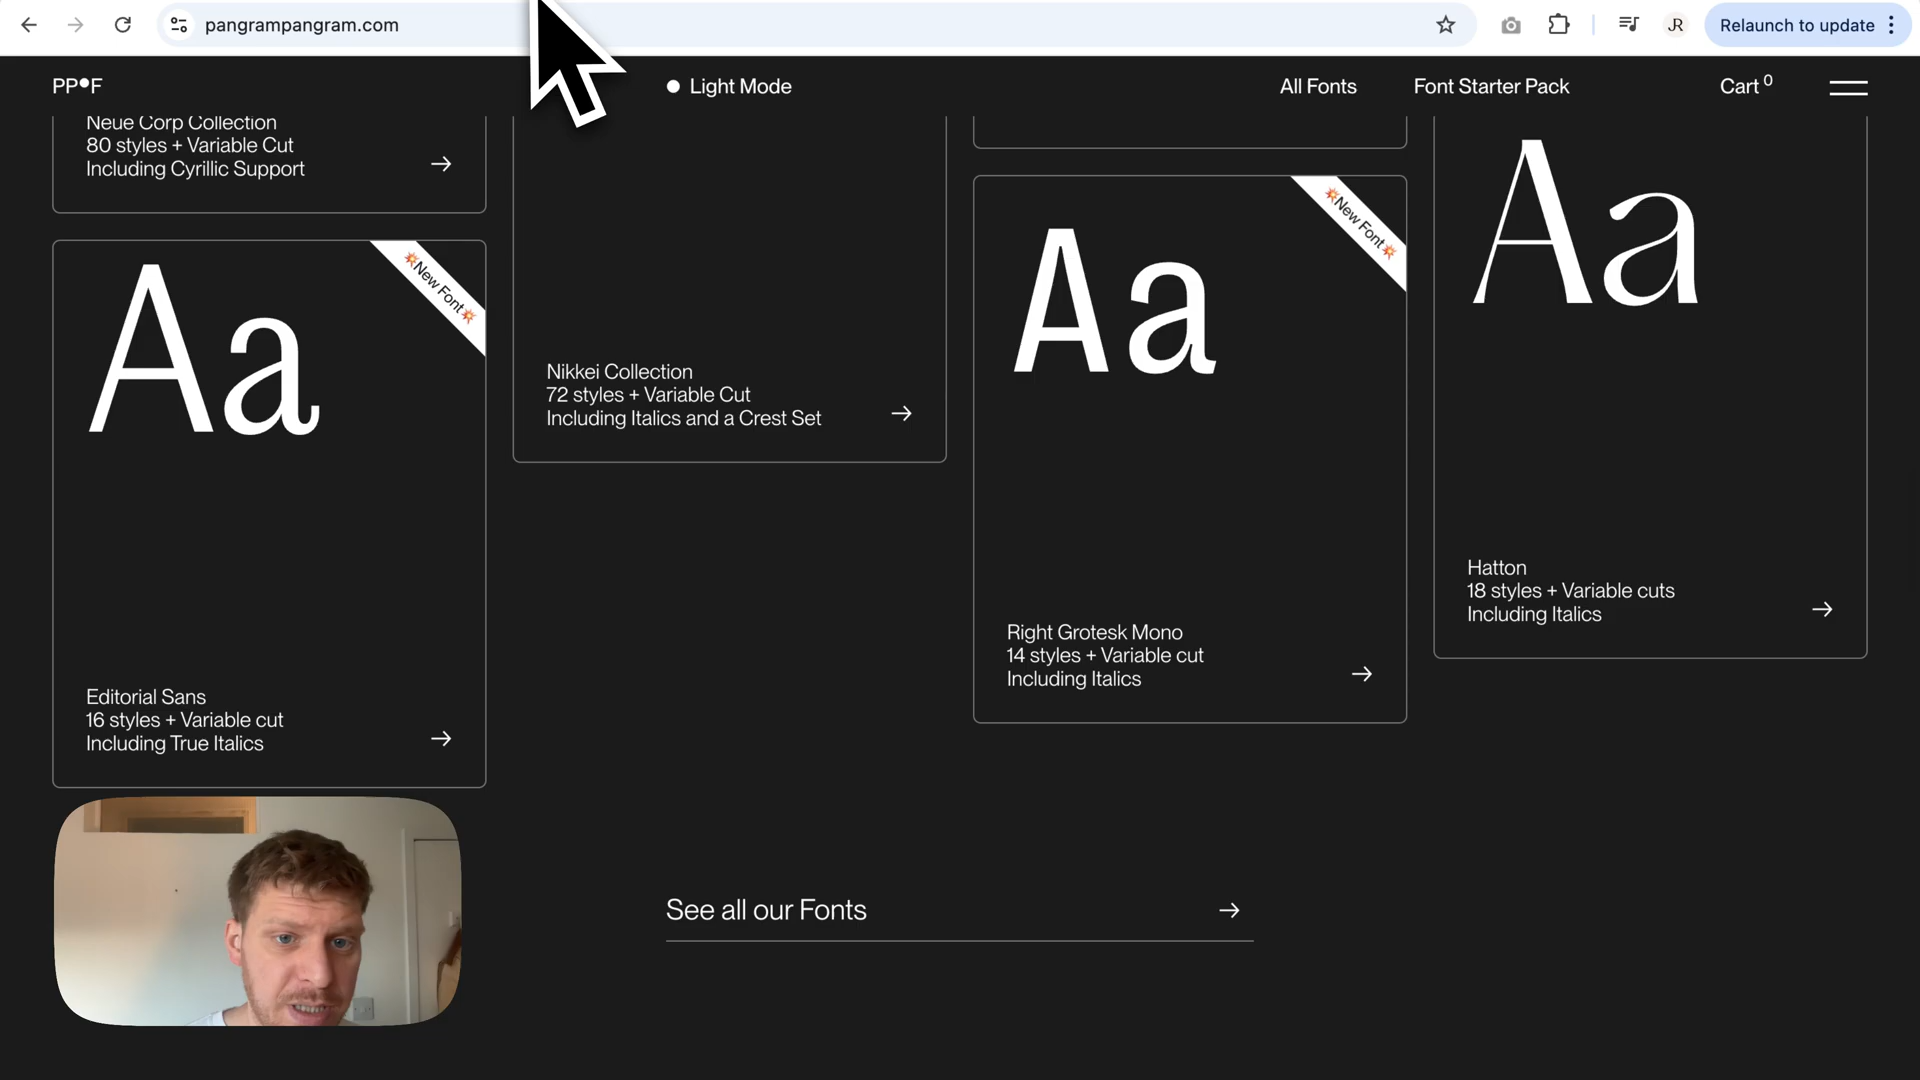 pangrampangram.com
JR
Relaunch to update
PP●F
Light Mode
All Fonts
Font Starter Pack
Cart 0
Neue Corp Collection
80 styles + Variable Cut
Including Cyrillic Support
💥New Font💥
Aa
Editorial Sans
16 styles + Variable cut
Including True Italics
Nikkei Collection
72 styles + Variable Cut
Including Italics and a Crest Set
💥New Font💥
Aa
Right Grotesk Mono
14 styles + Variable cut
Including Italics
Aa
Hatton
18 styles + Variable cuts
Including Italics
See all our Fonts